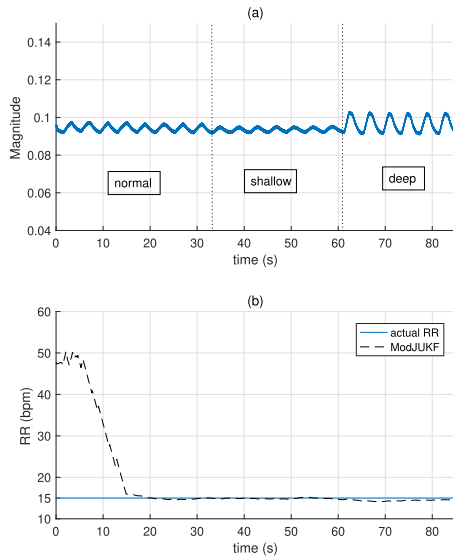 (a)
0.14
0.12
0.1
0.08
0.06
0.04
Magnitude
normal
shallow
deep
0 10 20 30 40 50 60 70 80
time (s)
(b)
60
50
40
30
20
15
10
RR (bpm)
actual RR
ModJUKF
0 10 20 30 40 50 60 70 80
time (s)